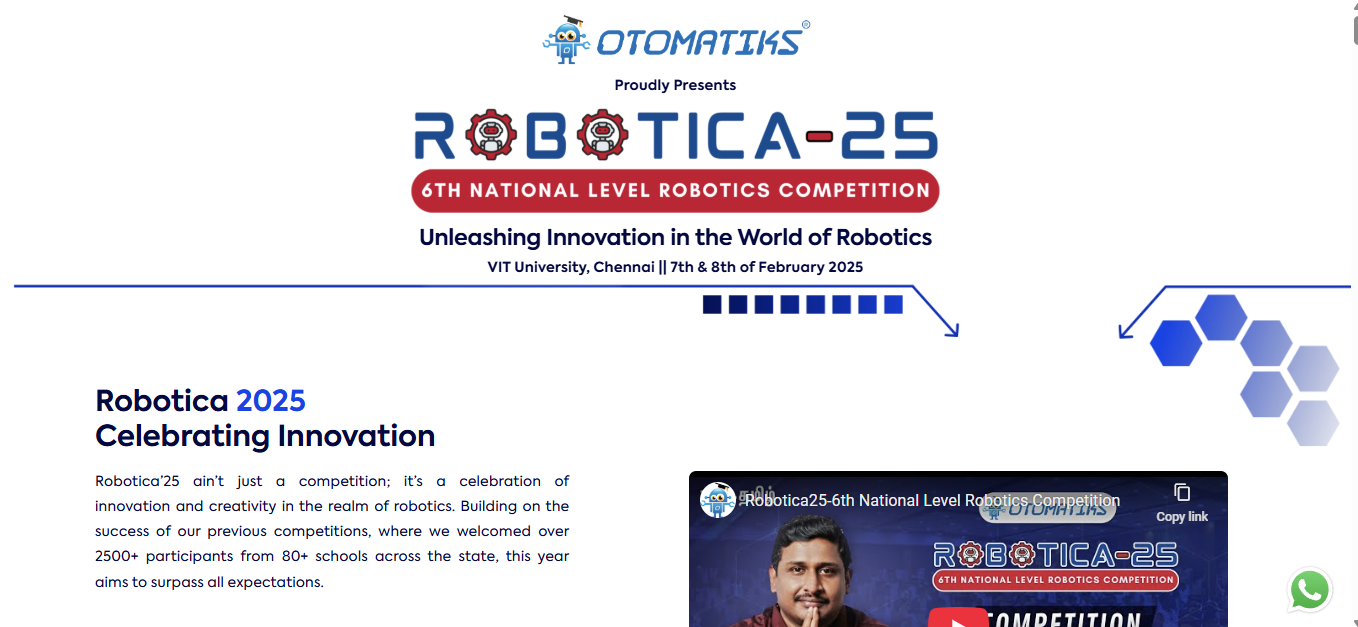 OTOMATIKS®
Proudly Presents
ROBOTICA-25
6TH NATIONAL LEVEL ROBOTICS COMPETITION
Unleashing Innovation in the World of Robotics
VIT University, Chennai || 7th & 8th of February 2025
Robotica 2025
Celebrating Innovation
Robotica'25 ain't just a competition; it's a celebration of
innovation and creativity in the realm of robotics. Building on the
success of our previous competitions, where we welcomed over
2500+ participants from 80+ schools across the state, this year
aims to surpass all expectations.
தமிழ்
Robotica25-6th National Level Robotics Competition
Copy link
OTOMATIKS
ROBOTICA-25
6TH NATIONAL LEVEL ROBOTICS COMPETITION
COMPETITION